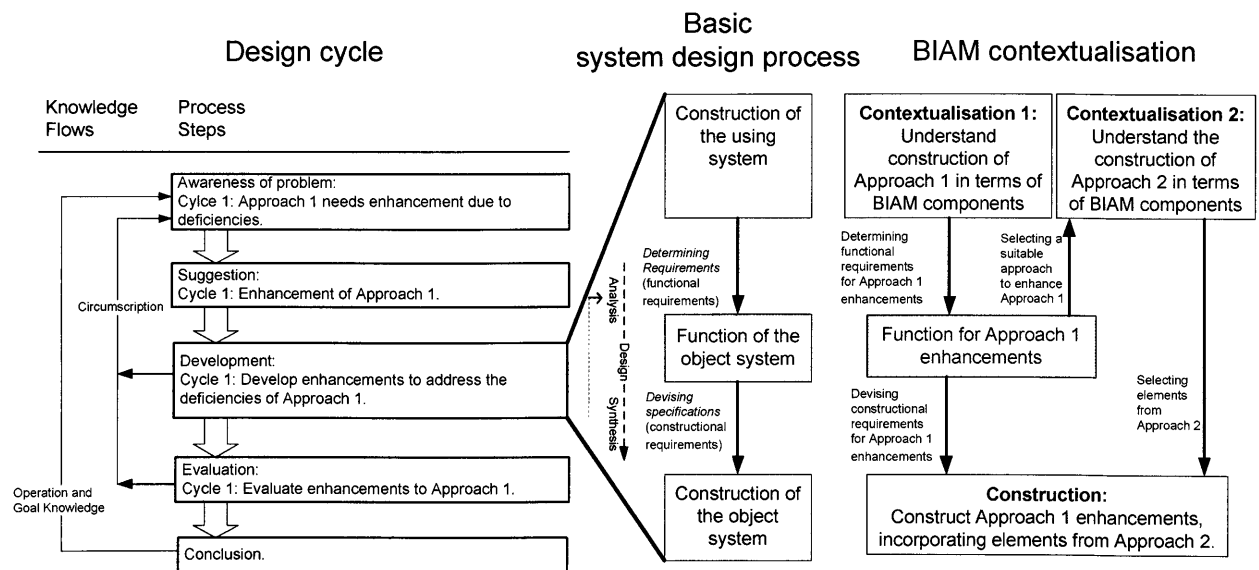 Design cycle
Knowledge
Flows
Process
Steps
Awareness of problem:
Cylce 1: Approach 1 needs enhancement due to
deficiencies.
Suggestion:
Cycle 1: Enhancement of Approach 1.
Circumscription
Development:
Cycle 1: Develop enhancements to address the
deficiencies of Approach 1.
Evaluation:
Cycle 1: Evaluate enhancements to Approach 1.
Operation and
Goal Knowledge
Conclusion.
Basic
system design process
Construction of
the using
system
Determining
Requirements
(functional
requirements)
Analysis
Design
Synthesis
Function of the
object system
Devising
specifications
(constructional
requirements)
Construction of
the object
system
BIAM contextualisation
Contextualisation 1:
Understand
construction of
Approach 1 in terms of
BIAM components
Contextualisation 2:
Understand the
construction of
Approach 2 in terms
of BIAM components
Determining
functional
requirements
for Approach 1
enhancements
Selecting a
suitable
approach
to enhance
Approach 1
Function for Approach 1
enhancements
Devising
constructional
requirements
for Approach 1
enhancements
Selecting
elements
from
Approach 2
Construction:
Construct Approach 1 enhancements,
incorporating elements from Approach 2.